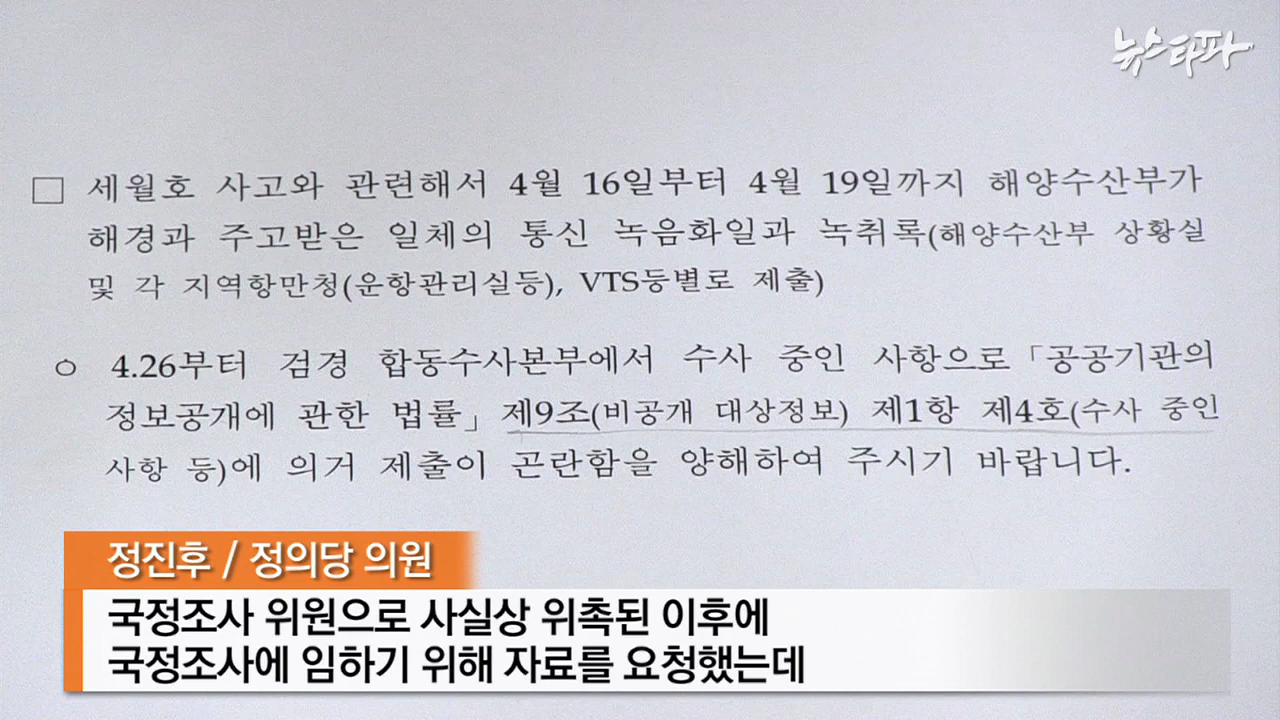 뉴스타파
□ 세월호 사고와 관련해서 4월 16일부터 4월 19일까지 해양수산부가
해경과 주고받은 일체의 통신 녹음화일과 녹취록(해양수산부 상황실
및 각 지역항만청(운항관리실등), VTS등별로 제출)
○ 4.26부터 검경 합동수사본부에서 수사 중인 사항으로 「공공기관의
정보공개에 관한 법률」 제9조(비공개 대상정보) 제1항 제4호(수사 중인
사항 등)에 의거 제출이 곤란함을 양해하여 주시기 바랍니다.
정진후 / 정의당 의원
국정조사 위원으로 사실상 위촉된 이후에
국정조사에 임하기 위해 자료를 요청했는데